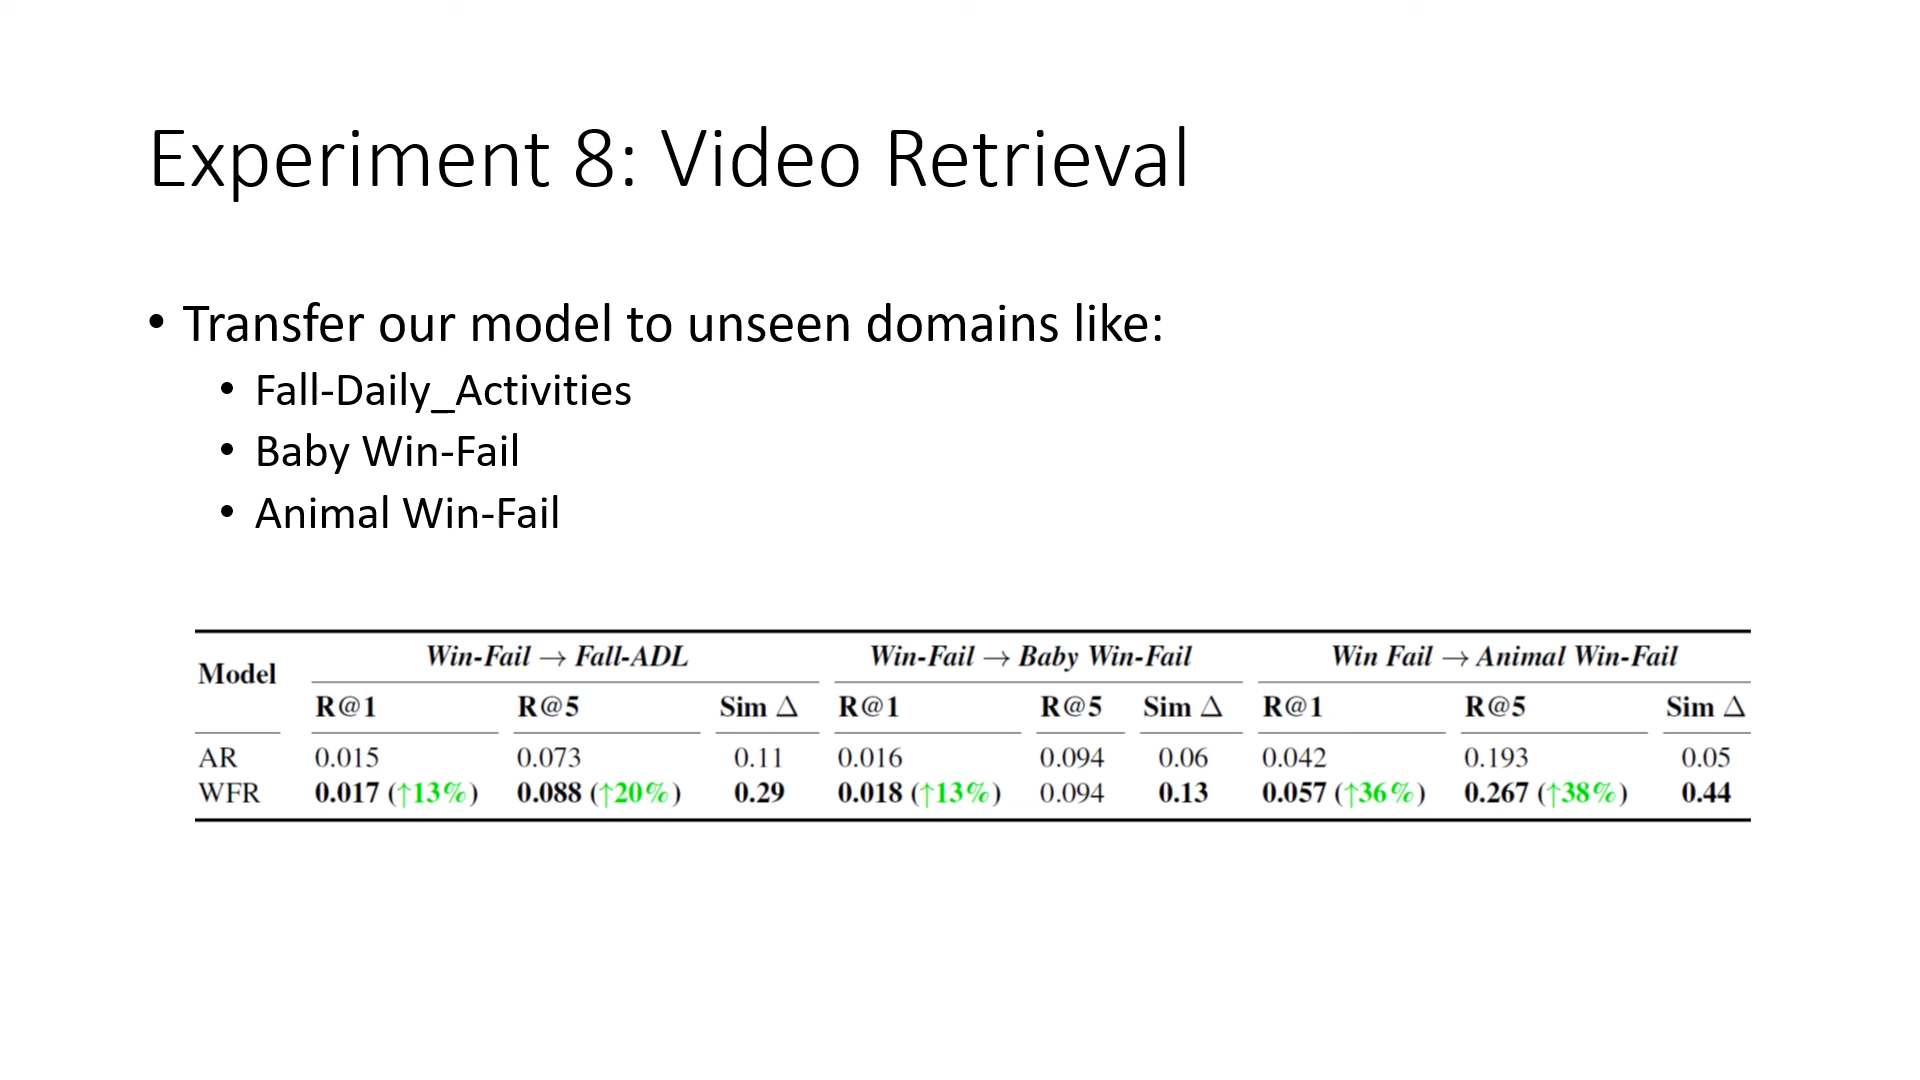 Experiment 8: Video Retrieval
• Transfer our model to unseen domains like:
• Fall-Daily_Activities
• Baby Win-Fail
• Animal Win-Fail
Model Win-Fail → Fall-ADL Win-Fail → Baby Win-Fail Win Fail → Animal Win-Fail
R@1 R@5 Sim Δ R@1 R@5 Sim Δ R@1 R@5 Sim Δ
AR 0.015 0.073 0.11 0.016 0.094 0.06 0.042 0.193 0.05
WFR 0.017 (↑13%) 0.088 (↑20%) 0.29 0.018 (↑13%) 0.094 0.13 0.057 (↑36%) 0.267 (↑38%) 0.44